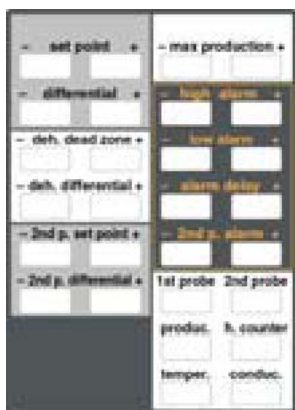 - set point +
- differential +
- deh. dead zone +
- deh. differential +
- 2nd p. set point +
- 2nd p. differential +
- max production +
- high alarm +
- low alarm +
- alarm delay +
- 2nd p. alarm +
1st probe 2nd probe
produc. h. counter
temper. conduc.